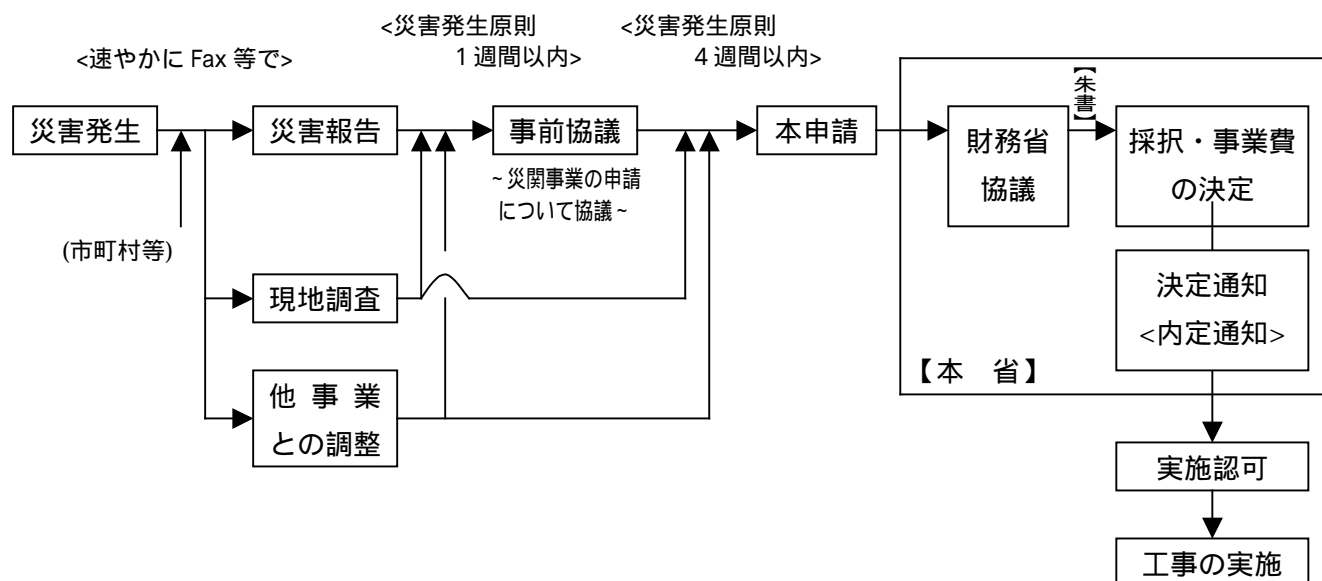 <速やかに Fax 等で>
<災害発生原則
1 週間以内>
<災害発生原則
4 週間以内>
災害発生
災害報告
事前協議
~災関事業の申請
について協議~
本申請
財務省
協議
【朱書】
採択・事業費
の決定
(市町村等)
現地調査
決定通知
<内定通知>
【本　省】
他 事 業
との調整
実施認可
工事の実施